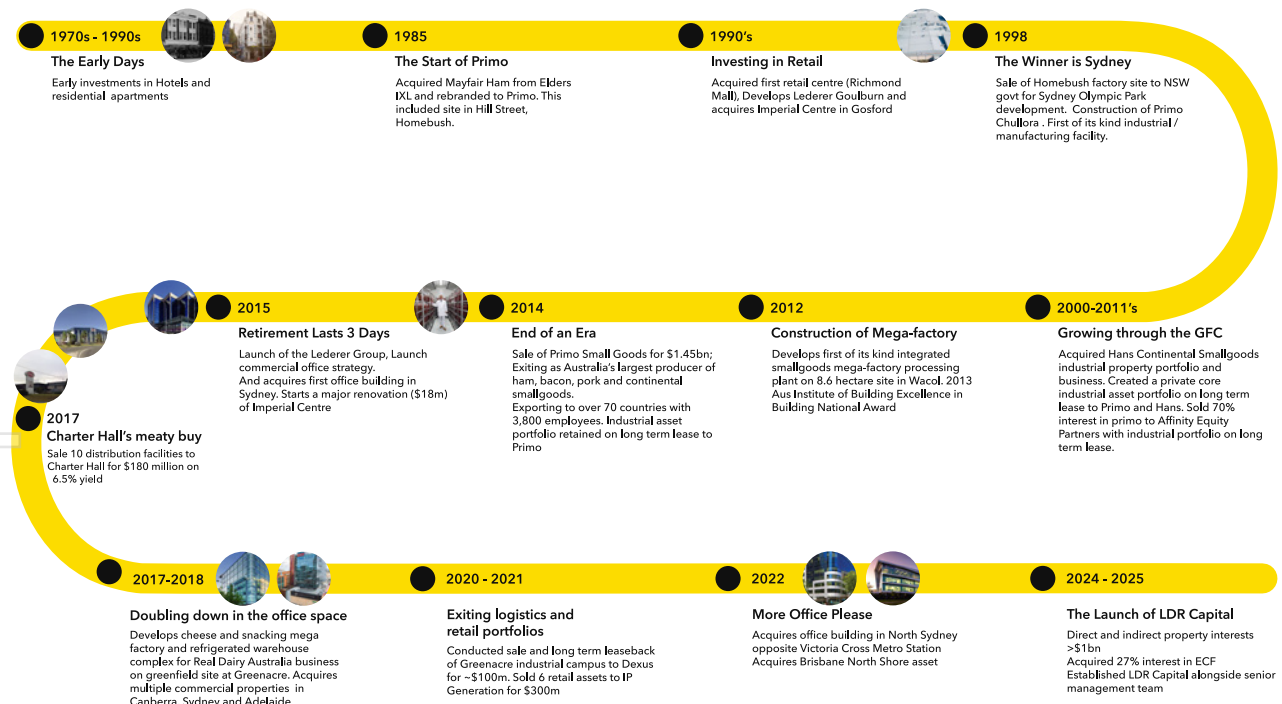 1970s - 1990s
The Early Days
Early investments in Hotels and
residential apartments
1985
The Start of Primo
Acquired Mayfair Ham from Elders
IXL and rebranded to Primo. This
included site in Hill Street,
Homebush.
1990's
Investing in Retail
Acquired first retail centre (Richmond
Mall), Develops Lederer Goulburn and
acquires Imperial Centre in Gosford
1998
The Winner is Sydney
Sale of Homebush factory site to NSW
govt for Sydney Olympic Park
development. Construction of Primo
Chullora . First of its kind industrial /
manufacturing facility.
2000-2011's
Growing through the GFC
Acquired Hans Continental Smallgoods
industrial property portfolio and
business. Created a private core
industrial asset portfolio on long term
lease to Primo and Hans. Sold 70%
interest in primo to Affinity Equity
Partners with industrial portfolio on long
term lease.
2012
Construction of Mega-factory
Develops first of its kind integrated
smallgoods mega-factory processing
plant on 8.6 hectare site in Wacol. 2013
Aus Institute of Building Excellence in
Building National Award
2014
End of an Era
Sale of Primo Small Goods for $1.45bn;
Exiting as Australia's largest producer of
ham, bacon, pork and continental
smallgoods.
Exporting to over 70 countries with
3,800 employees. Industrial asset
portfolio retained on long term lease to
Primo
2015
Retirement Lasts 3 Days
Launch of the Lederer Group, Launch
commercial office strategy.
And acquires first office building in
Sydney. Starts a major renovation ($18m)
of Imperial Centre
2017
Charter Hall's meaty buy
Sale 10 distribution facilities to
Charter Hall for $180 million on
6.5% yield
2017-2018
Doubling down in the office space
Develops cheese and snacking mega
factory and refrigerated warehouse
complex for Real Dairy Australia business
on greenfield site at Greenacre. Acquires
multiple commercial properties in
Canberra, Sydney and Adelaide
2020 - 2021
Exiting logistics and
retail portfolios
Conducted sale and long term leaseback
of Greenacre industrial campus to Dexus
for ~$100m. Sold 6 retail assets to IP
Generation for $300m
2022
More Office Please
Acquires office building in North Sydney
opposite Victoria Cross Metro Station
Acquires Brisbane North Shore asset
2024 - 2025
The Launch of LDR Capital
Direct and indirect property interests
>$1bn
Acquired 27% interest in ECF
Established LDR Capital alongside senior
management team